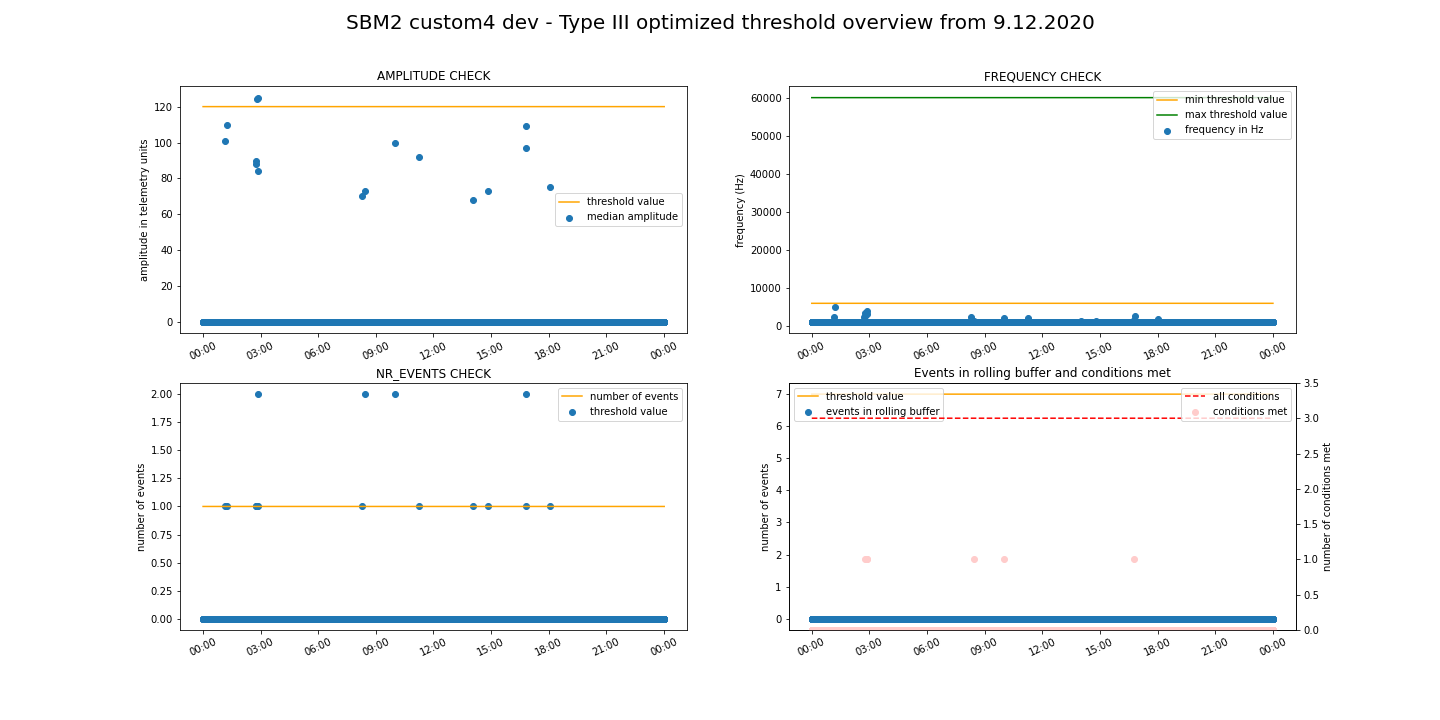 SBM2 custom4 dev - Type III optimized threshold overview from 9.12.2020
AMPLITUDE CHECK
amplitude in telemetry units
120
100
80
60
40
20
0
threshold value
median amplitude
00:00 03:00 06:00 09:00 12:00 15:00 18:00 21:00 00:00
FREQUENCY CHECK
frequency (Hz)
60000
50000
40000
30000
20000
10000
0
min threshold value
max threshold value
frequency in Hz
00:00 03:00 06:00 09:00 12:00 15:00 18:00 21:00 00:00
NR_EVENTS CHECK
number of events
2.00
1.75
1.50
1.25
1.00
0.75
0.50
0.25
0.00
number of events
threshold value
00:00 03:00 06:00 09:00 12:00 15:00 18:00 21:00 00:00
Events in rolling buffer and conditions met
number of events
7
6
5
4
3
2
1
0
threshold value
events in rolling buffer
all conditions
conditions met
3.5
3.0
2.5
2.0
1.5
1.0
0.5
0.0
number of conditions met
00:00 03:00 06:00 09:00 12:00 15:00 18:00 21:00 00:00